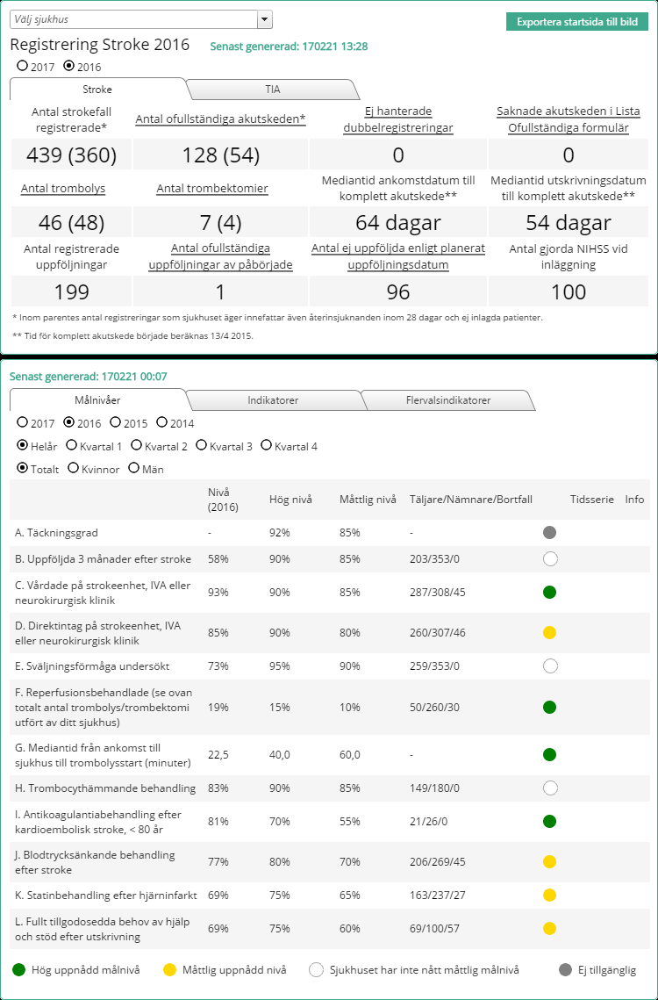 Välj sjukhus
Exportera startsida till bild
Registrering Stroke 2016 Senast genererad: 170221 13:28
2017 2016
Stroke TIA
Antal strokefall
registrerade*
Antal ofullständiga akutskeden*
Ej hanterade
dubbelregistreringar
Saknade akutskeden i Lista
Ofullständiga formulär
439 (360) 128 (54) 0 0
Antal trombolys
Antal trombektomier
Mediantid ankomstdatum till
komplett akutskede**
Mediantid utskrivningsdatum
till komplett akutskede**
46 (48) 7 (4) 64 dagar 54 dagar
Antal registrerade
uppföljningar
Antal ofullständiga
uppföljningar av påbörjade
Antal ej uppföljda enligt planerat
uppföljningsdatum
Antal gjorda NIHSS vid
inläggning
199 1 96 100
* Inom parentes antal registreringar som sjukhuset äger innefattar även återinsjuknanden inom 28 dagar och ej inlagda patienter.
** Tid för komplett akutskede började beräknas 13/4 2015.
Senast genererad: 170221 00:07
Målnivåer Indikatorer Flervalsindikatorer
2017 2016 2015 2014
Helår Kvartal 1 Kvartal 2 Kvartal 3 Kvartal 4
Totalt Kvinnor Män
Nivå
(2016)
Hög nivå Måttlig nivå Täljare/Nämnare/Bortfall Tidsserie Info
A. Täckningsgrad - 92% 85% -
B. Uppföljda 3 månader efter stroke 58% 90% 85% 203/353/0
C. Vårdade på strokeenhet, IVA eller
neurokirurgisk klinik
93% 90% 85% 287/308/45
D. Direktintag på strokeenhet, IVA
eller neurokirurgisk klinik
85% 90% 80% 260/307/46
E. Sväljningsförmåga undersökt 73% 95% 90% 259/353/0
F. Reperfusionsbehandlade (se ovan
totalt antal trombolys/trombektomi
utfört av ditt sjukhus)
19% 15% 10% 50/260/30
G. Mediantid från ankomst till
sjukhus till trombolysstart (minuter)
22,5 40,0 60,0 -
H. Trombocythämmande behandling 83% 90% 85% 149/180/0
I. Antikoagulantiabehandling efter
kardioembolisk stroke, < 80 år
81% 70% 55% 21/26/0
J. Blodtrycksänkande behandling
efter stroke
77% 80% 70% 206/269/45
K. Statinbehandling efter hjärninfarkt 69% 75% 65% 163/237/27
L. Fullt tillgodosedda behov av hjälp
och stöd efter utskrivning
69% 75% 60% 69/100/57
Hög uppnådd målnivå Måttlig uppnådd nivå Sjukhuset har inte nått måttlig målnivå Ej tillgänglig